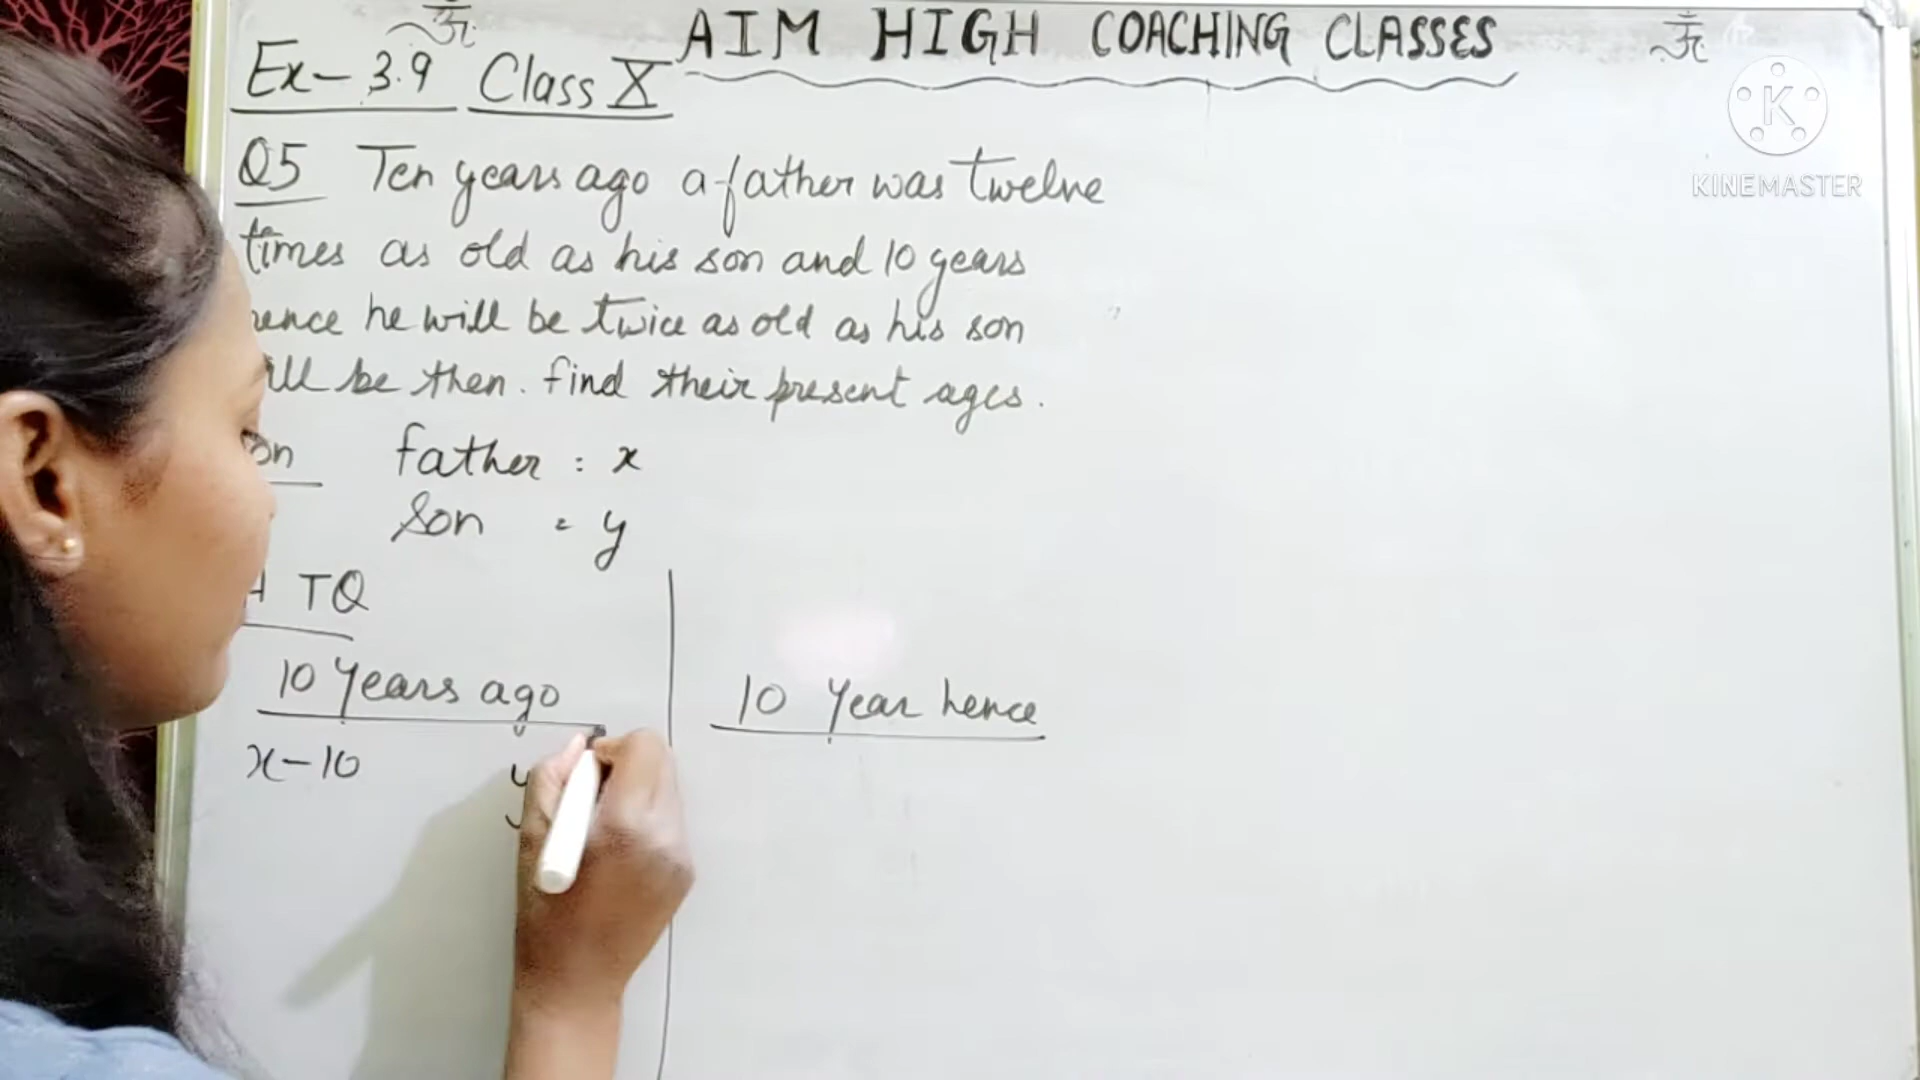 ॐ
AIM HIGH COACHING CLASSES
ॐ
Ex-3.9 Class X
KINEMASTER
Q5 Ten years ago a father was twelve
times as old as his son and 10 years
hence he will be twice as old as his son
will be then. find their present ages.
father : x
son = y
A TQ
10 Years ago
10 Year hence
x-10 y